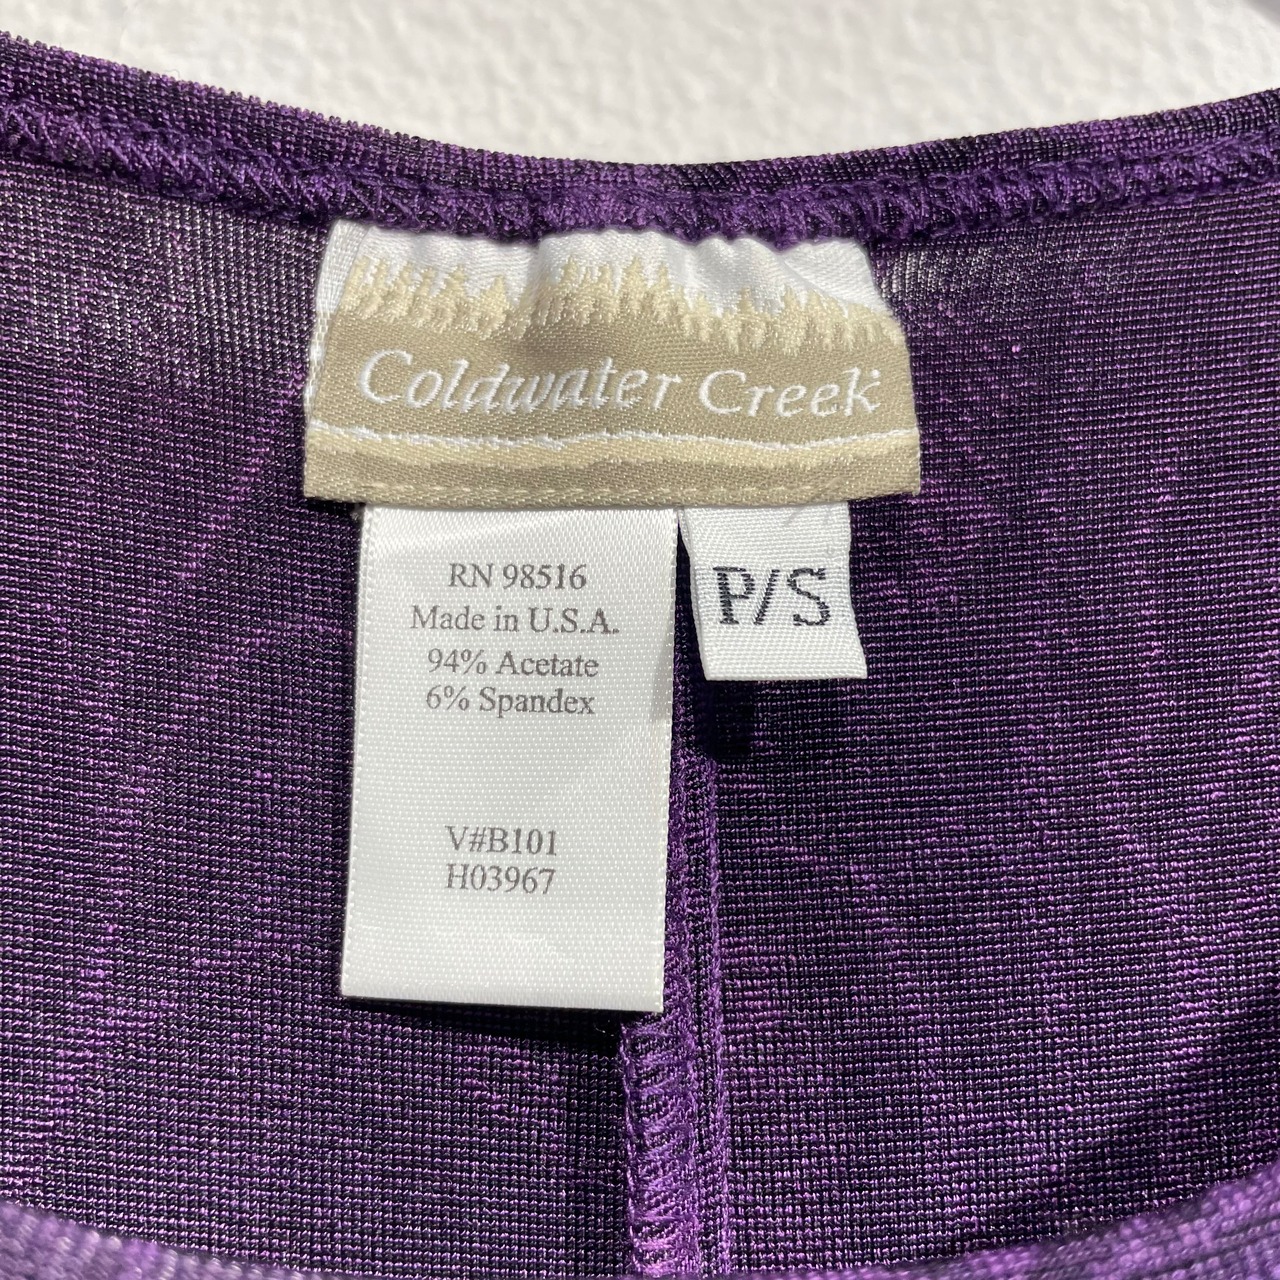 Coldwater Creek
RN 98516
Made in U.S.A.
94% Acetate
6% Spandex
V#B101
H03967
P/S